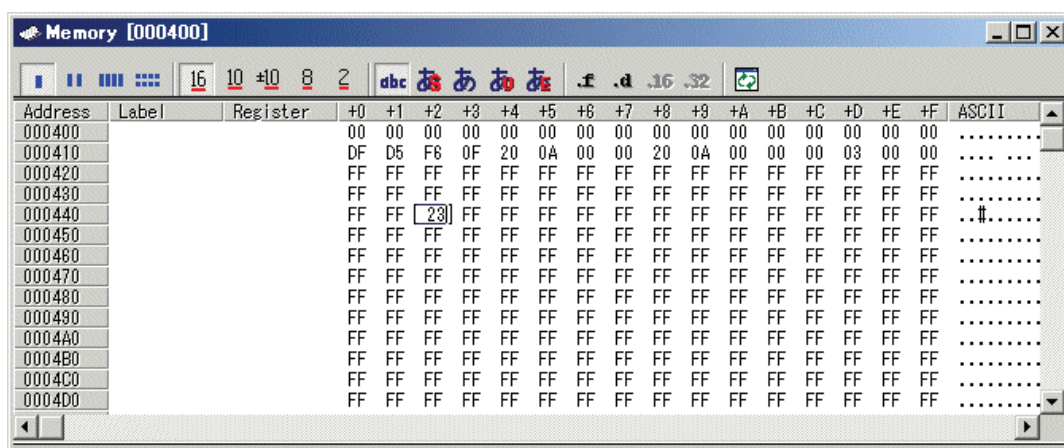 Memory [000400]
16 10 ±10 8 2 abc あS あ あD あE .f .d .16 .32
Address Label Register +0 +1 +2 +3 +4 +5 +6 +7 +8 +9 +A +B +C +D +E +F ASCII
000400 00 00 00 00 00 00 00 00 00 00 00 00 00 00 00 00 .........
000410 DF D5 F6 0F 20 0A 00 00 20 0A 00 00 00 03 00 00 .... ...
000420 FF FF FF FF FF FF FF FF FF FF FF FF FF FF FF FF .........
000430 FF FF FF FF FF FF FF FF FF FF FF FF FF FF FF FF .........
000440 FF FF 23 FF FF FF FF FF FF FF FF FF FF FF FF FF ..#......
000450 FF FF FF FF FF FF FF FF FF FF FF FF FF FF FF FF .........
000460 FF FF FF FF FF FF FF FF FF FF FF FF FF FF FF FF .........
000470 FF FF FF FF FF FF FF FF FF FF FF FF FF FF FF FF .........
000480 FF FF FF FF FF FF FF FF FF FF FF FF FF FF FF FF .........
000490 FF FF FF FF FF FF FF FF FF FF FF FF FF FF FF FF .........
0004A0 FF FF FF FF FF FF FF FF FF FF FF FF FF FF FF FF .........
0004B0 FF FF FF FF FF FF FF FF FF FF FF FF FF FF FF FF .........
0004C0 FF FF FF FF FF FF FF FF FF FF FF FF FF FF FF FF .........
0004D0 FF FF FF FF FF FF FF FF FF FF FF FF FF FF FF FF .........